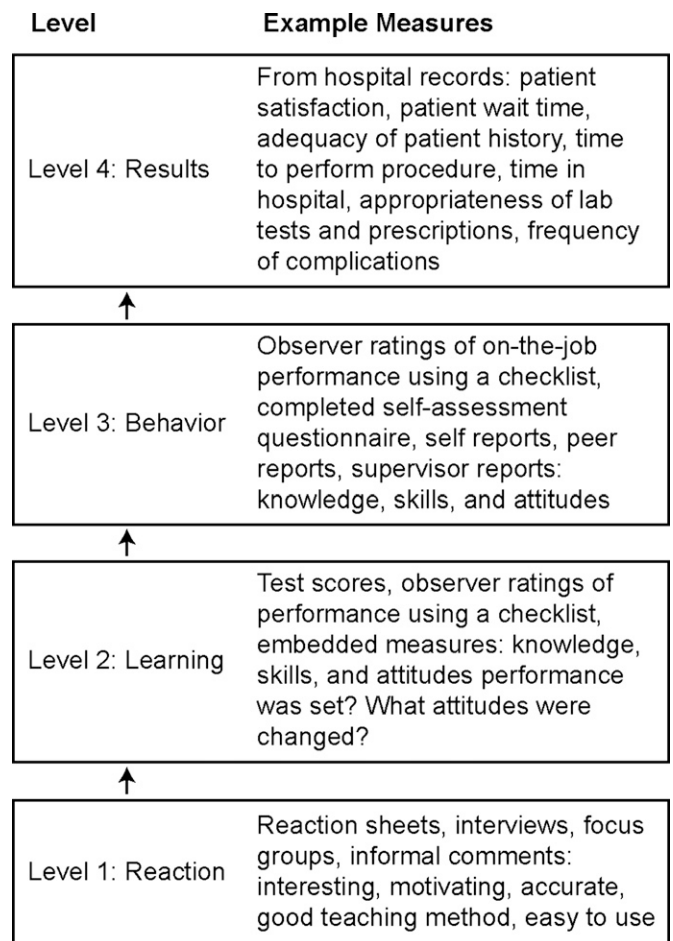 Level Example Measures
Level 4: Results
From hospital records: patient
satisfaction, patient wait time,
adequacy of patient history, time
to perform procedure, time in
hospital, appropriateness of lab
tests and prescriptions, frequency
of complications
Level 3: Behavior
Observer ratings of on-the-job
performance using a checklist,
completed self-assessment
questionnaire, self reports, peer
reports, supervisor reports:
knowledge, skills, and attitudes
Level 2: Learning
Test scores, observer ratings of
performance using a checklist,
embedded measures: knowledge,
skills, and attitudes performance
was set? What attitudes were
changed?
Level 1: Reaction
Reaction sheets, interviews, focus
groups, informal comments:
interesting, motivating, accurate,
good teaching method, easy to use